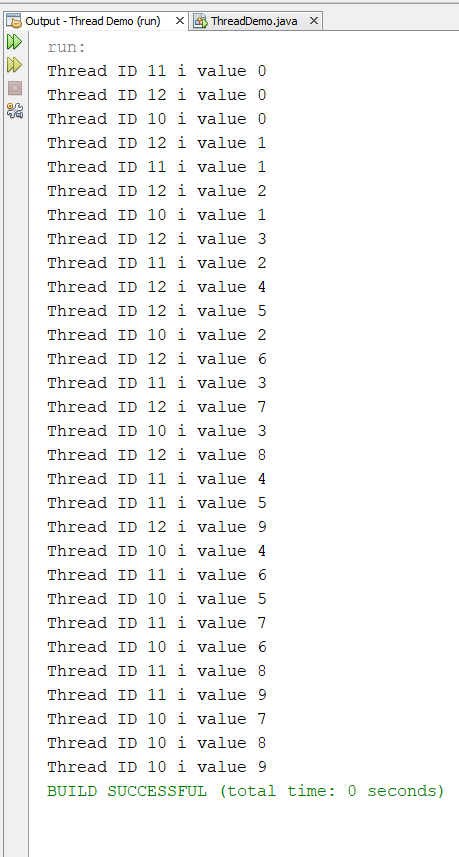 Output - Thread Demo (run) ThreadDemo.java
run:
Thread ID 11 i value 0
Thread ID 12 i value 0
Thread ID 10 i value 0
Thread ID 12 i value 1
Thread ID 11 i value 1
Thread ID 12 i value 2
Thread ID 10 i value 1
Thread ID 12 i value 3
Thread ID 11 i value 2
Thread ID 12 i value 4
Thread ID 12 i value 5
Thread ID 10 i value 2
Thread ID 12 i value 6
Thread ID 11 i value 3
Thread ID 12 i value 7
Thread ID 10 i value 3
Thread ID 12 i value 8
Thread ID 11 i value 4
Thread ID 11 i value 5
Thread ID 12 i value 9
Thread ID 10 i value 4
Thread ID 11 i value 6
Thread ID 10 i value 5
Thread ID 11 i value 7
Thread ID 10 i value 6
Thread ID 11 i value 8
Thread ID 11 i value 9
Thread ID 10 i value 7
Thread ID 10 i value 8
Thread ID 10 i value 9
BUILD SUCCESSFUL (total time: 0 seconds)